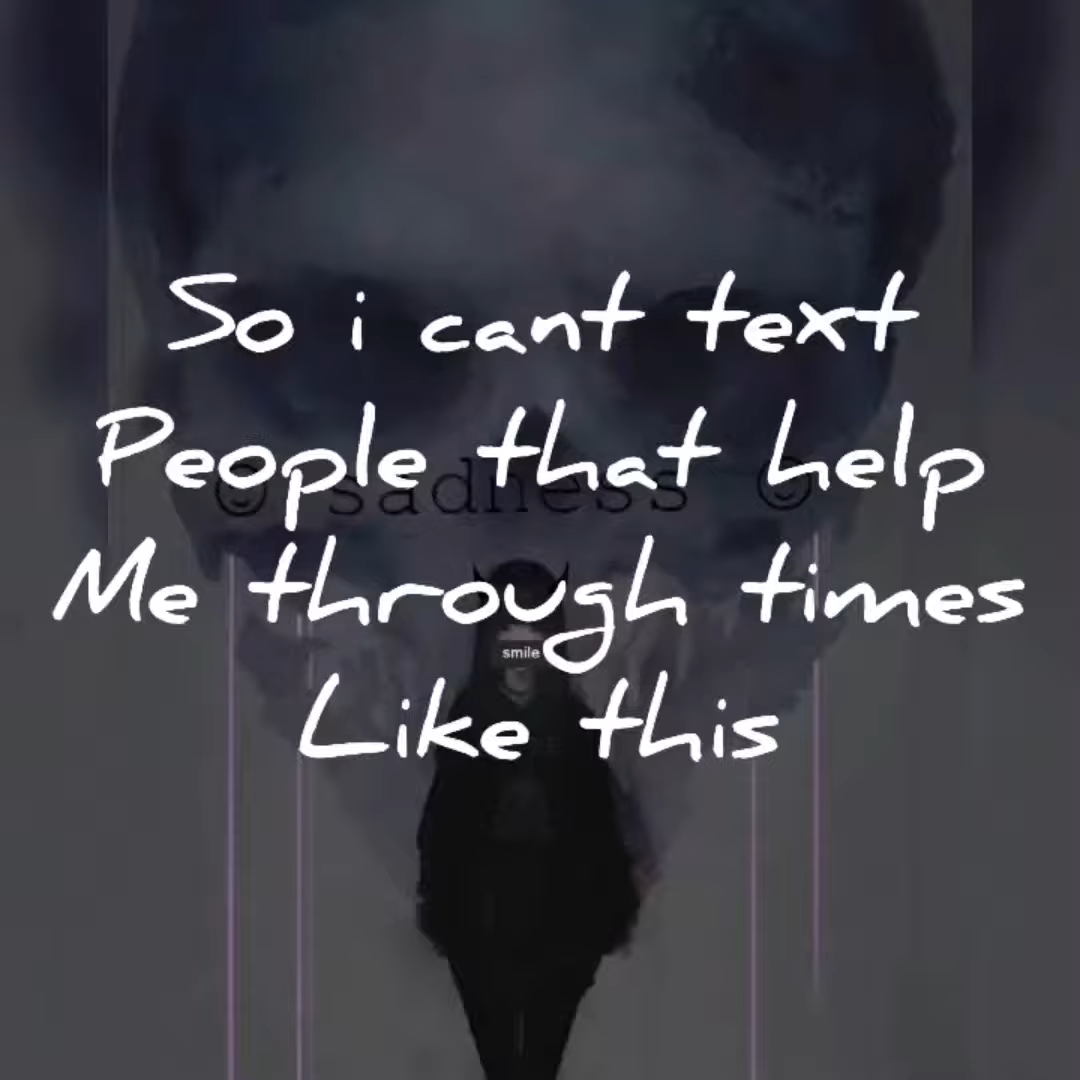 So i cant text
People that help
☺ sadness ☺
Me through times
smile
Like this